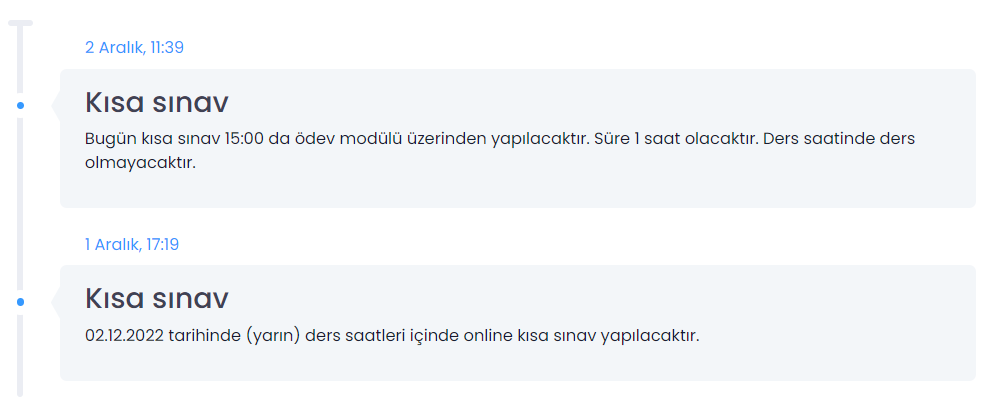 2 Aralık, 11:39
Kısa sınav
Bugün kısa sınav 15:00 da ödev modülü üzerinden yapılacaktır. Süre 1 saat olacaktır. Ders saatinde ders
olmayacaktır.
1 Aralık, 17:19
Kısa sınav
02.12.2022 tarihinde (yarın) ders saatleri içinde online kısa sınav yapılacaktır.